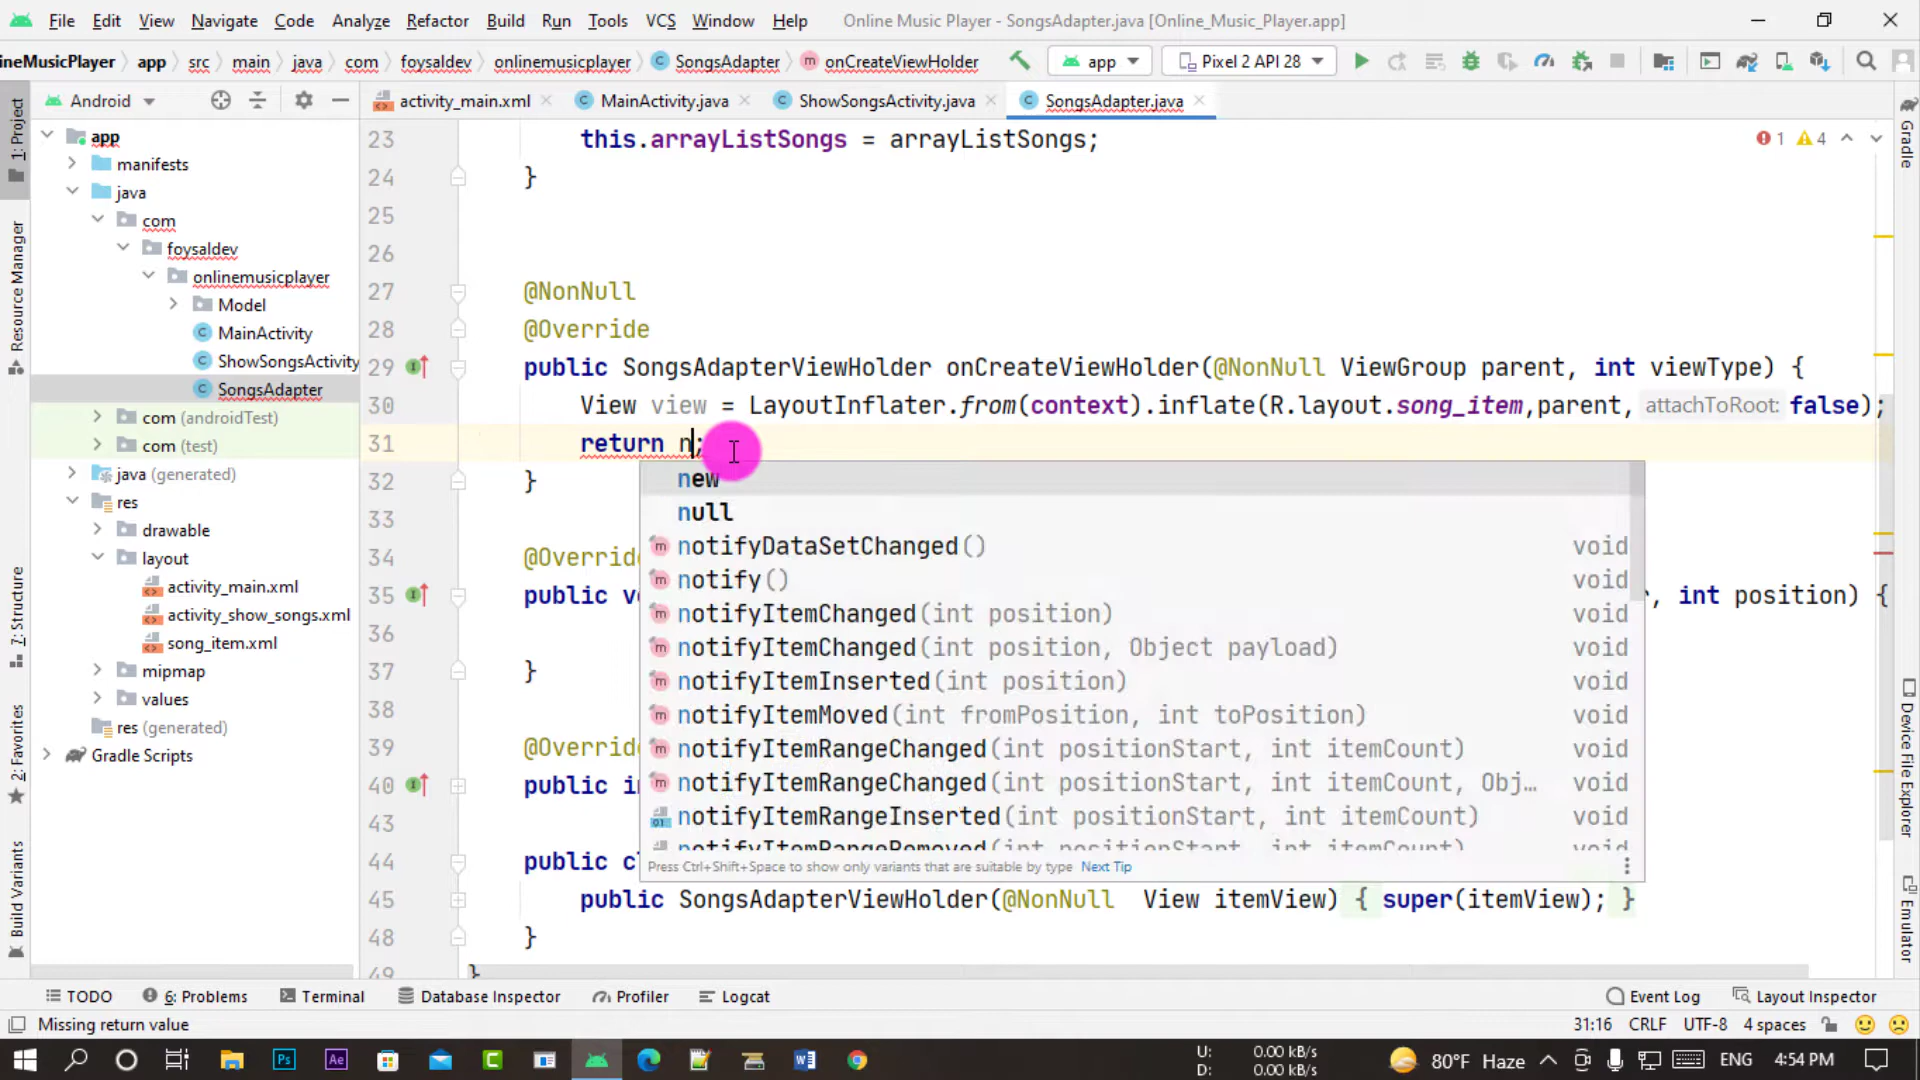 File Edit View Navigate Code Analyze Refactor Build Run Tools VCS Window Help Online Music Player - SongsAdapter.java [Online_Music_Player.app]
ineMusicPlayer app src main java com foysaldev onlinemusicplayer SongsAdapter onCreateViewHolder app Pixel 2 API 28
Android activity_main.xml MainActivity.java ShowSongsActivity.java SongsAdapter.java
1: Project
Resource Manager
7: Structure
2: Favorites
Build Variants
app
manifests
java
com
foysaldev
onlinemusicplayer
Model
MainActivity
ShowSongsActivity
SongsAdapter
com (androidTest)
com (test)
java (generated)
res
drawable
layout
activity_main.xml
activity_show_songs.xml
song_item.xml
mipmap
values
res (generated)
Gradle Scripts
23 this.arrayListSongs = arrayListSongs; 1 4
24 }
25
26
27 @NonNull
28 @Override
29 public SongsAdapterViewHolder onCreateViewHolder(@NonNull ViewGroup parent, int viewType) {
30 View view = LayoutInflater.from(context).inflate(R.layout.song_item,parent, attachToRoot: false);
31 return n;
32 }
33
34 @Override
35 public v , int position) {
36
37 }
38
39 @Override
40 public in
43
44 public cl
45 public SongsAdapterViewHolder(@NonNull View itemView) { super(itemView); }
48 }
49 }
new
null
notifyDataSetChanged() void
notify() void
notifyItemChanged(int position) void
notifyItemChanged(int position, Object payload) void
notifyItemInserted(int position) void
notifyItemMoved(int fromPosition, int toPosition) void
notifyItemRangeChanged(int positionStart, int itemCount) void
notifyItemRangeChanged(int positionStart, int itemCount, Obj… void
notifyItemRangeInserted(int positionStart, int itemCount) void
notifyItemRangeRemoved(int positionStart, int itemCount) void
Press Ctrl+Shift+Space to show only variants that are suitable by type Next Tip
Gradle
Device File Explorer
Emulator
TODO 6: Problems Terminal Database Inspector Profiler Logcat Event Log Layout Inspector
Missing return value 31:16 CRLF UTF-8 4 spaces
U: 0.00 kB/s
D: 0.00 kB/s
80°F Haze ENG 4:54 PM